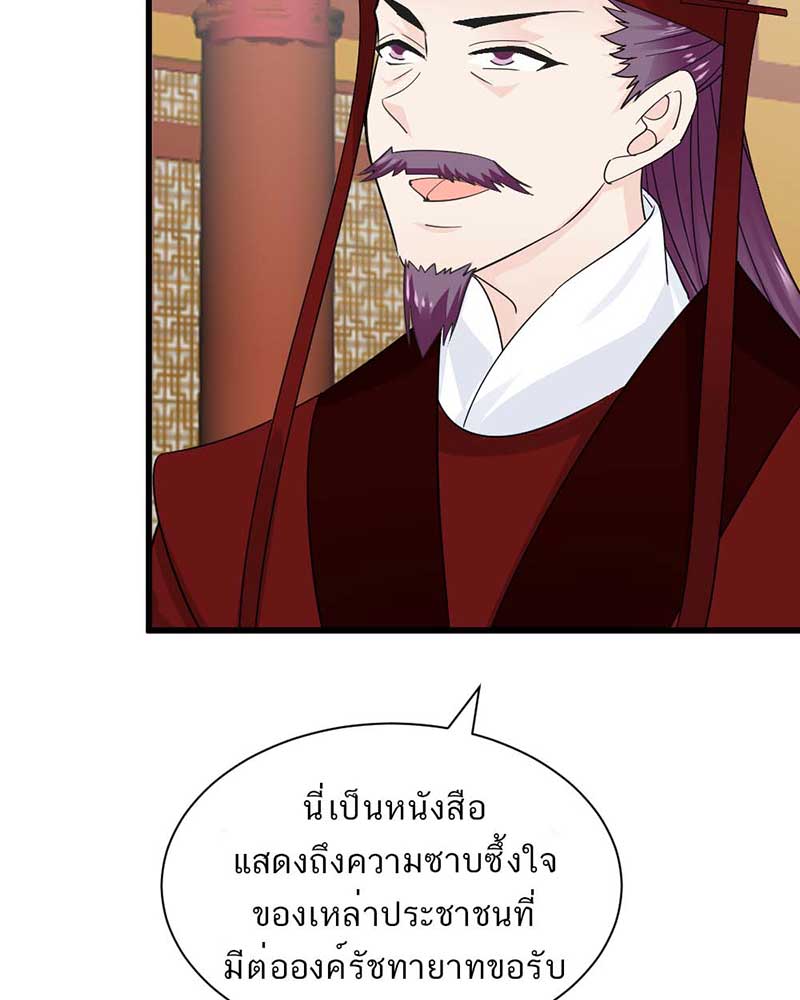 นี่เป็นหนังสือ
แสดงถึงความซาบซึ้งใจ
ของเหล่าประชาชนที่
มีต่อองค์รัชทายาทขอรับ